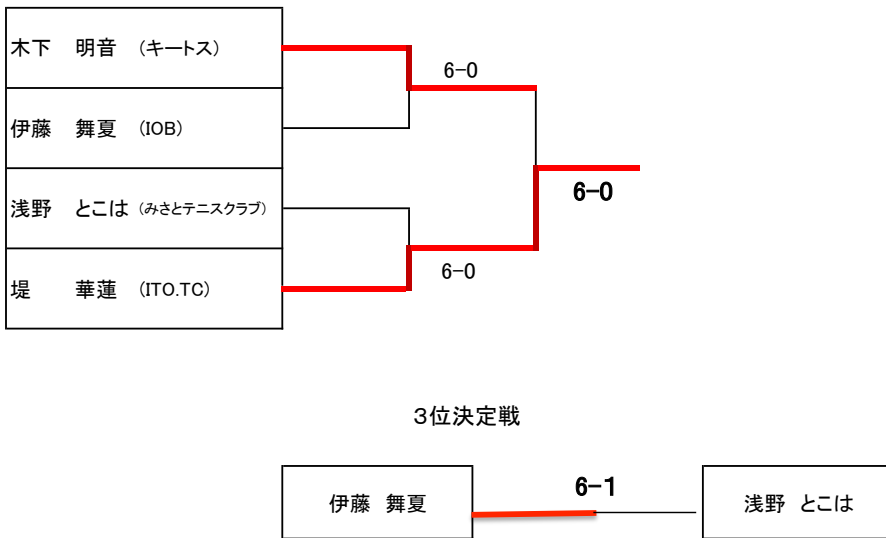 木下　明音　(キートス)
6-0
伊藤　舞夏　(IOB)
浅野　とこは　(みさとテニスクラブ)
6-0
6-0
堤　　華蓮　(ITO.TC)
3位決定戦
伊藤　舞夏
6-1
浅野　とこは